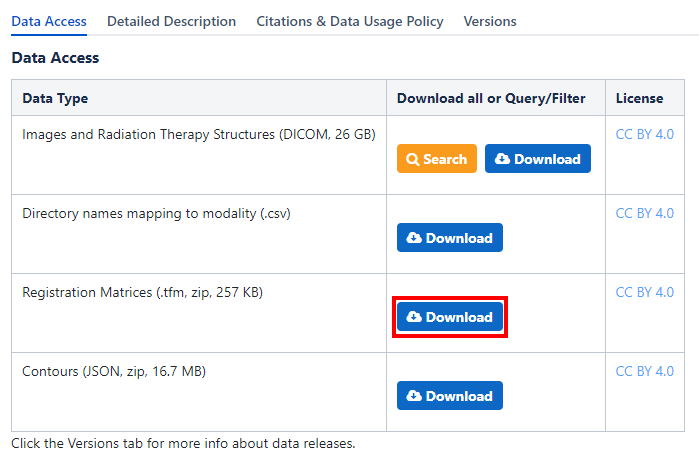 Data Access Detailed Description Citations & Data Usage Policy Versions
Data Access
Data Type Download all or Query/Filter License
Images and Radiation Therapy Structures (DICOM, 26 GB) CC BY 4.0
Search Download
Directory names mapping to modality (.csv) CC BY 4.0
Download
Registration Matrices (.tfm, zip, 257 KB) CC BY 4.0
Download
Contours (JSON, zip, 16.7 MB) CC BY 4.0
Download
Click the Versions tab for more info about data releases.